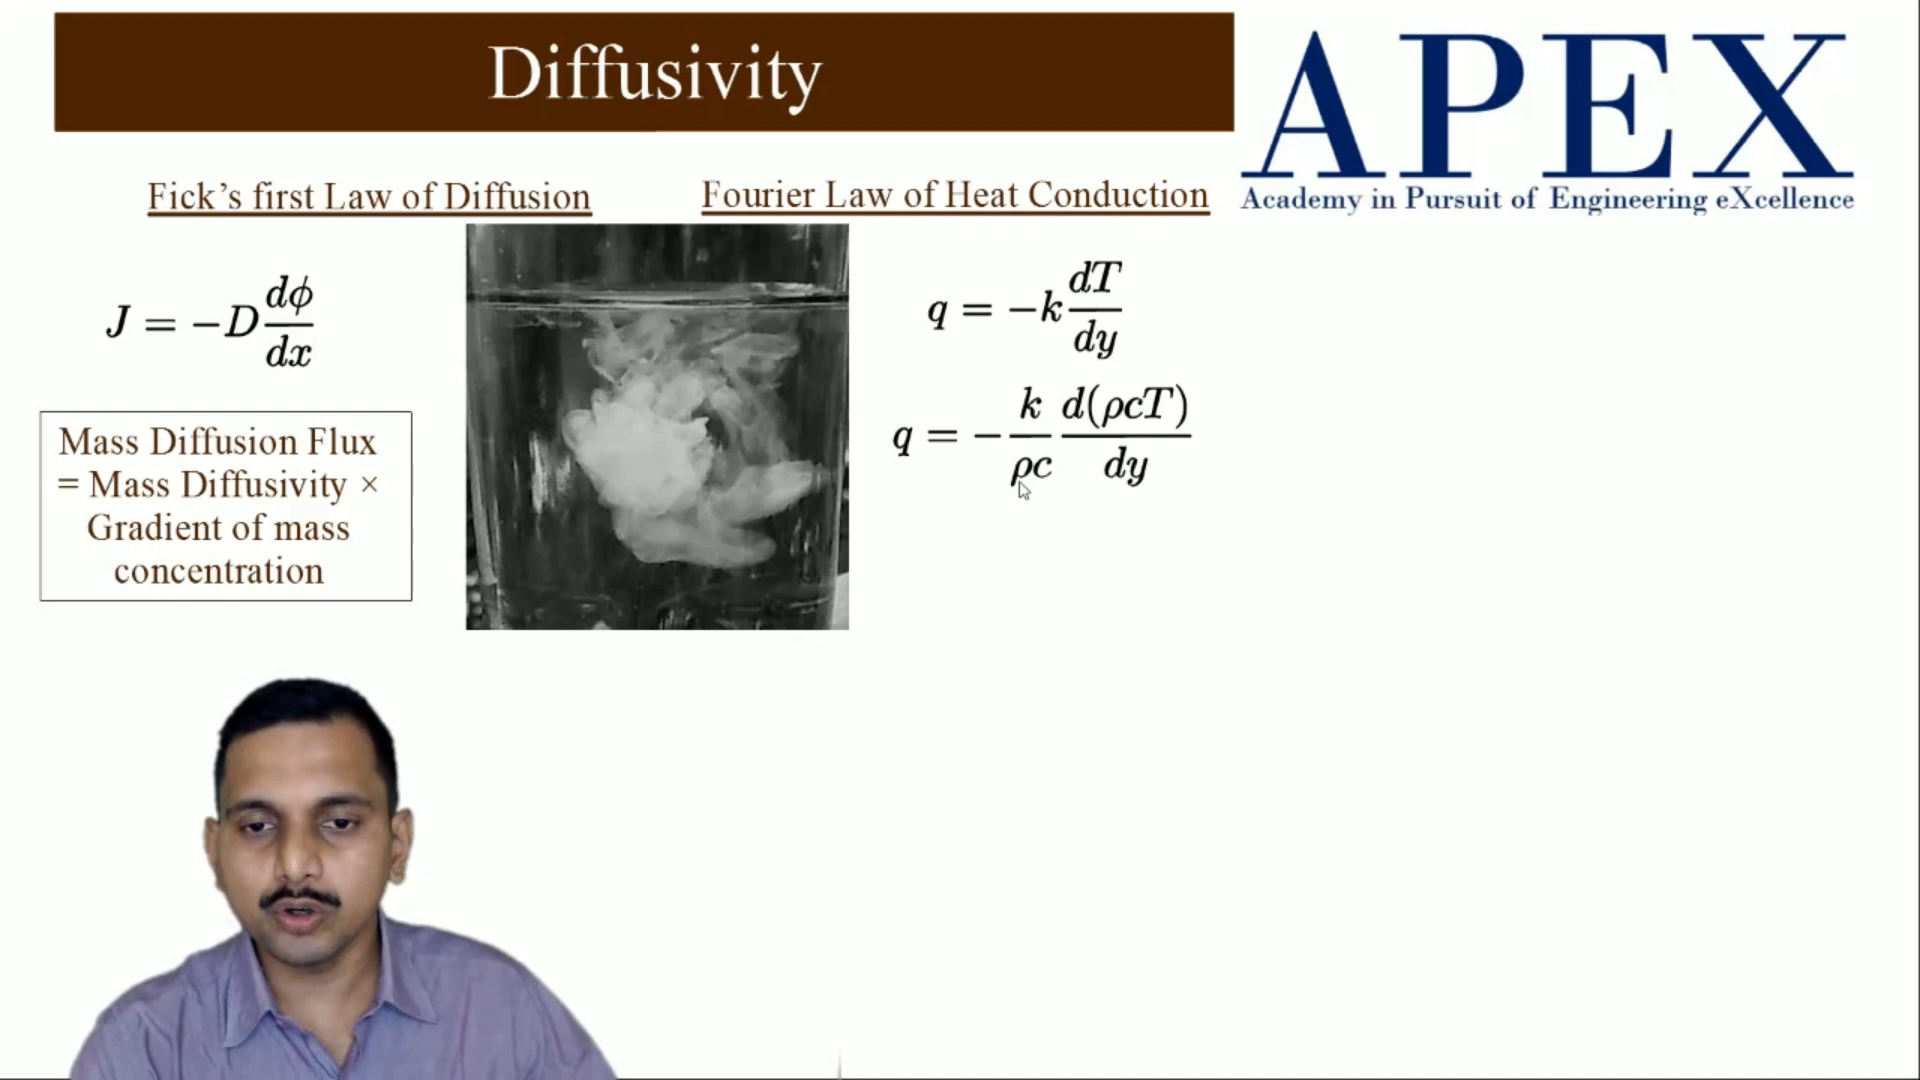 Diffusivity
APEX
Academy in Pursuit of Engineering eXcellence
Fick’s first Law of Diffusion
J = −D dϕ/dx
Mass Diffusion Flux
= Mass Diffusivity ×
Gradient of mass
concentration
Fourier Law of Heat Conduction
q = −k dT/dy
q = − k/ρc d(ρcT)/dy